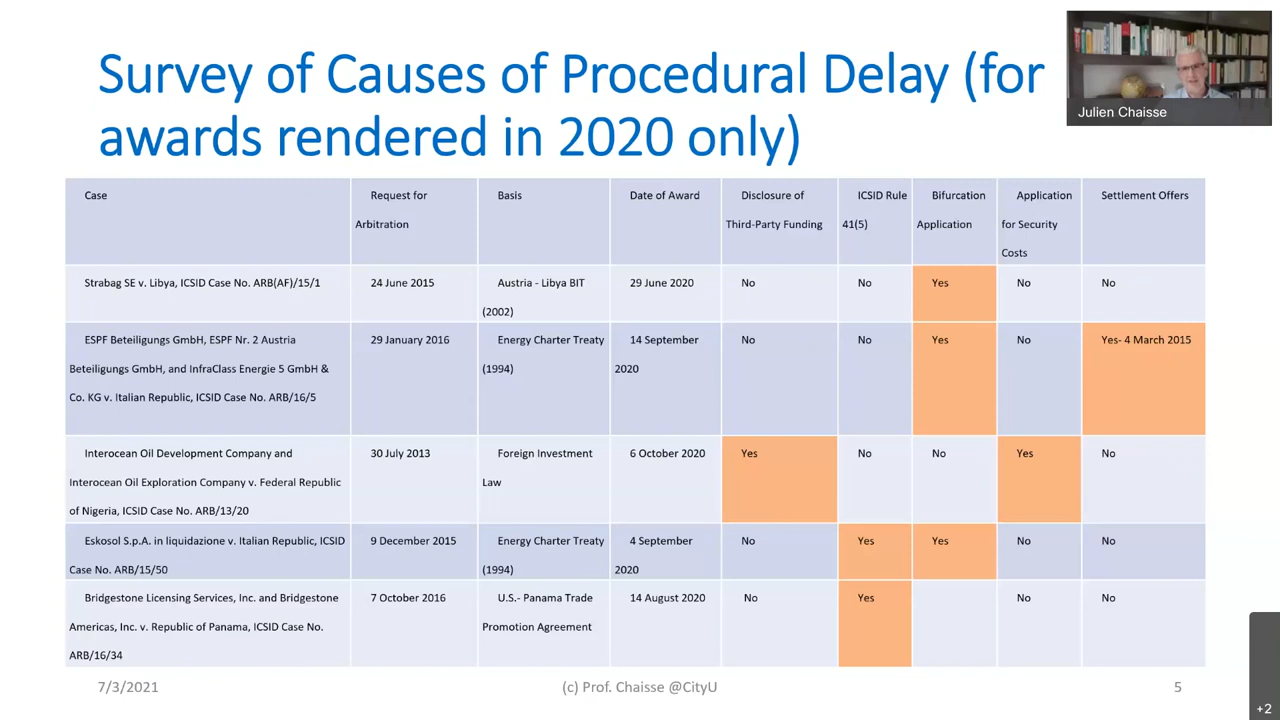 Survey of Causes of Procedural Delay (for
awards rendered in 2020 only)
Julien Chaisse
Case
Request for
Arbitration
Basis
Date of Award
Disclosure of
Third-Party Funding
ICSID Rule
41(5)
Bifurcation
Application
Application
for Security
Costs
Settlement Offers
Strabag SE v. Libya, ICSID Case No. ARB(AF)/15/1
24 June 2015
Austria - Libya BIT
(2002)
29 June 2020
No
No
Yes
No
No
ESPF Beteiligungs GmbH, ESPF Nr. 2 Austria
Beteiligungs GmbH, and InfraClass Energie 5 GmbH &
Co. KG v. Italian Republic, ICSID Case No. ARB/16/5
29 January 2016
Energy Charter Treaty
(1994)
14 September
2020
No
No
Yes
No
Yes- 4 March 2015
Interocean Oil Development Company and
Interocean Oil Exploration Company v. Federal Republic
of Nigeria, ICSID Case No. ARB/13/20
30 July 2013
Foreign Investment
Law
6 October 2020
Yes
No
No
Yes
No
Eskosol S.p.A. in liquidazione v. Italian Republic, ICSID
Case No. ARB/15/50
9 December 2015
Energy Charter Treaty
(1994)
4 September
2020
No
Yes
Yes
No
No
Bridgestone Licensing Services, Inc. and Bridgestone
Americas, Inc. v. Republic of Panama, ICSID Case No.
ARB/16/34
7 October 2016
U.S.- Panama Trade
Promotion Agreement
14 August 2020
No
Yes
No
No
7/3/2021
(c) Prof. Chaisse @CityU
5
+2